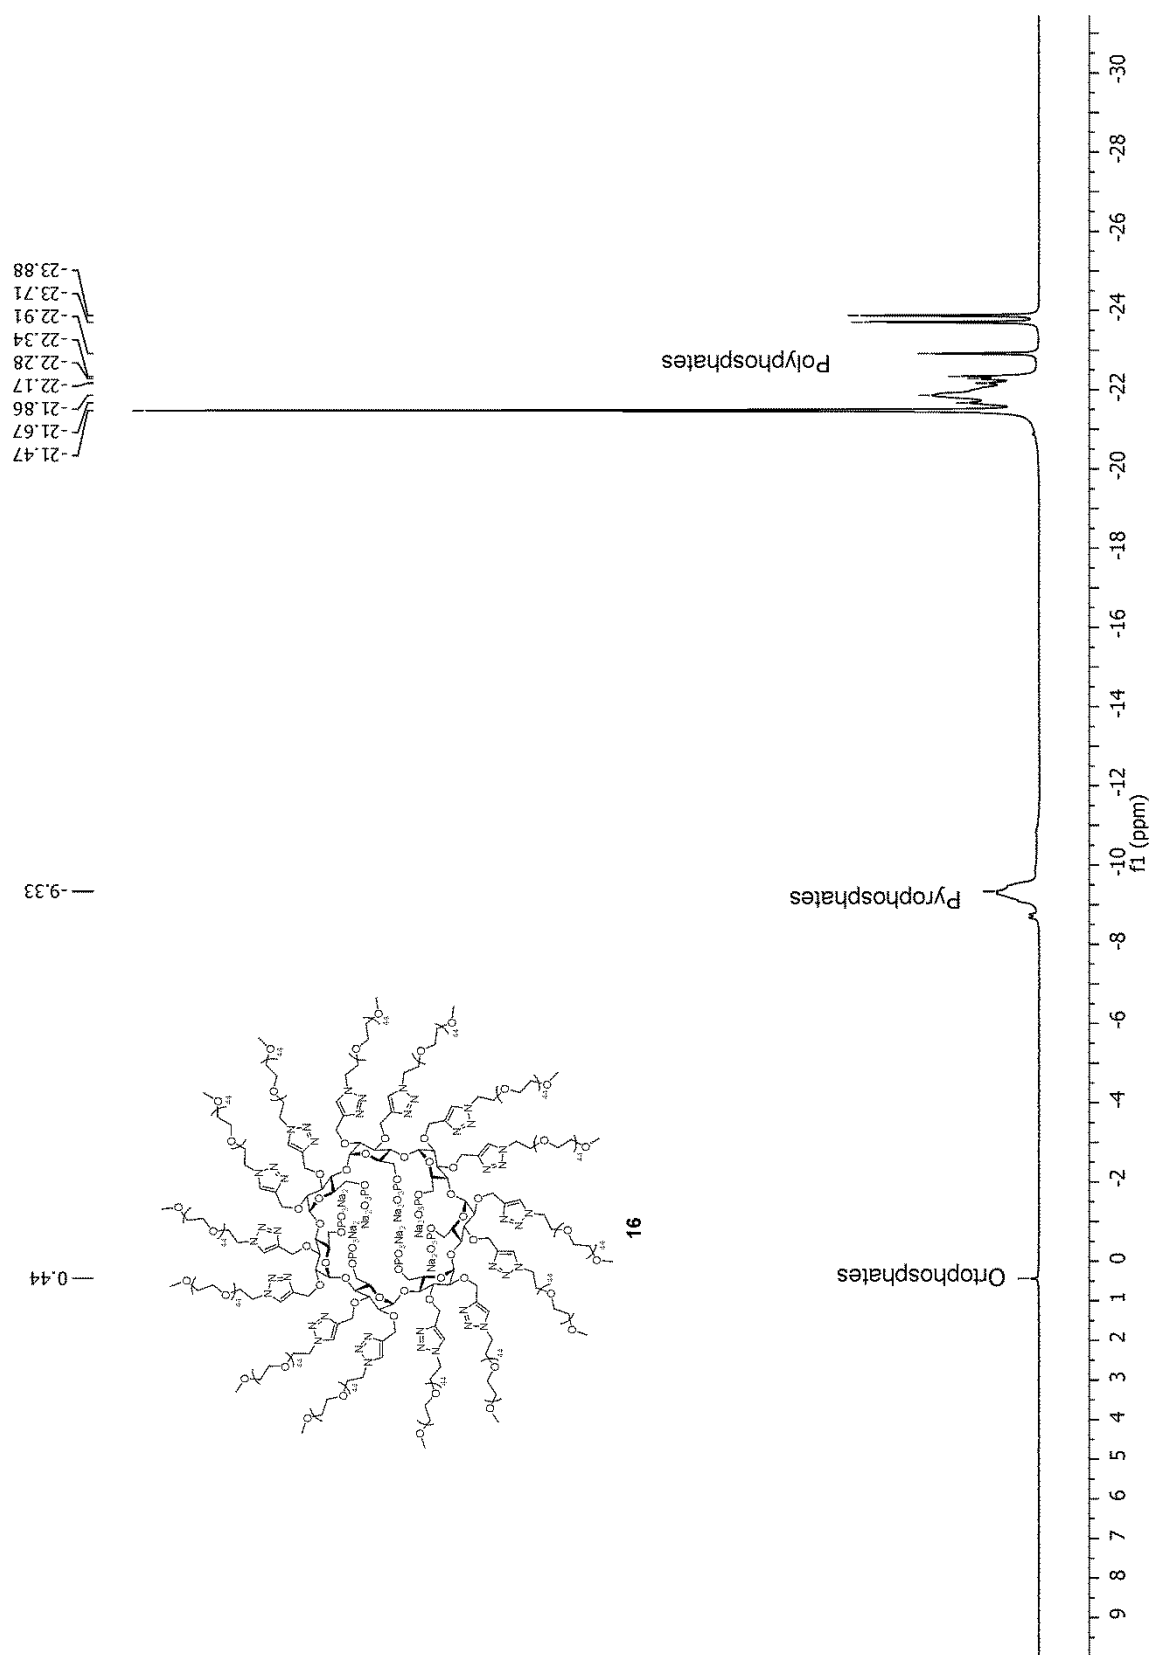 0.44
-9.33
-21.47
-21.67
-21.86
-22.17
-22.28
-22.34
-22.91
-23.71
-23.88
16
OPO₃Na₂
Na₂O₃PO
Ortophosphates
Pyrophosphates
Polyphosphates
9 8 7 6 5 4 3 2 1 0 -2 -4 -6 -8 -10 -12 -14 -16 -18 -20 -22 -24 -26 -28 -30
f1 (ppm)